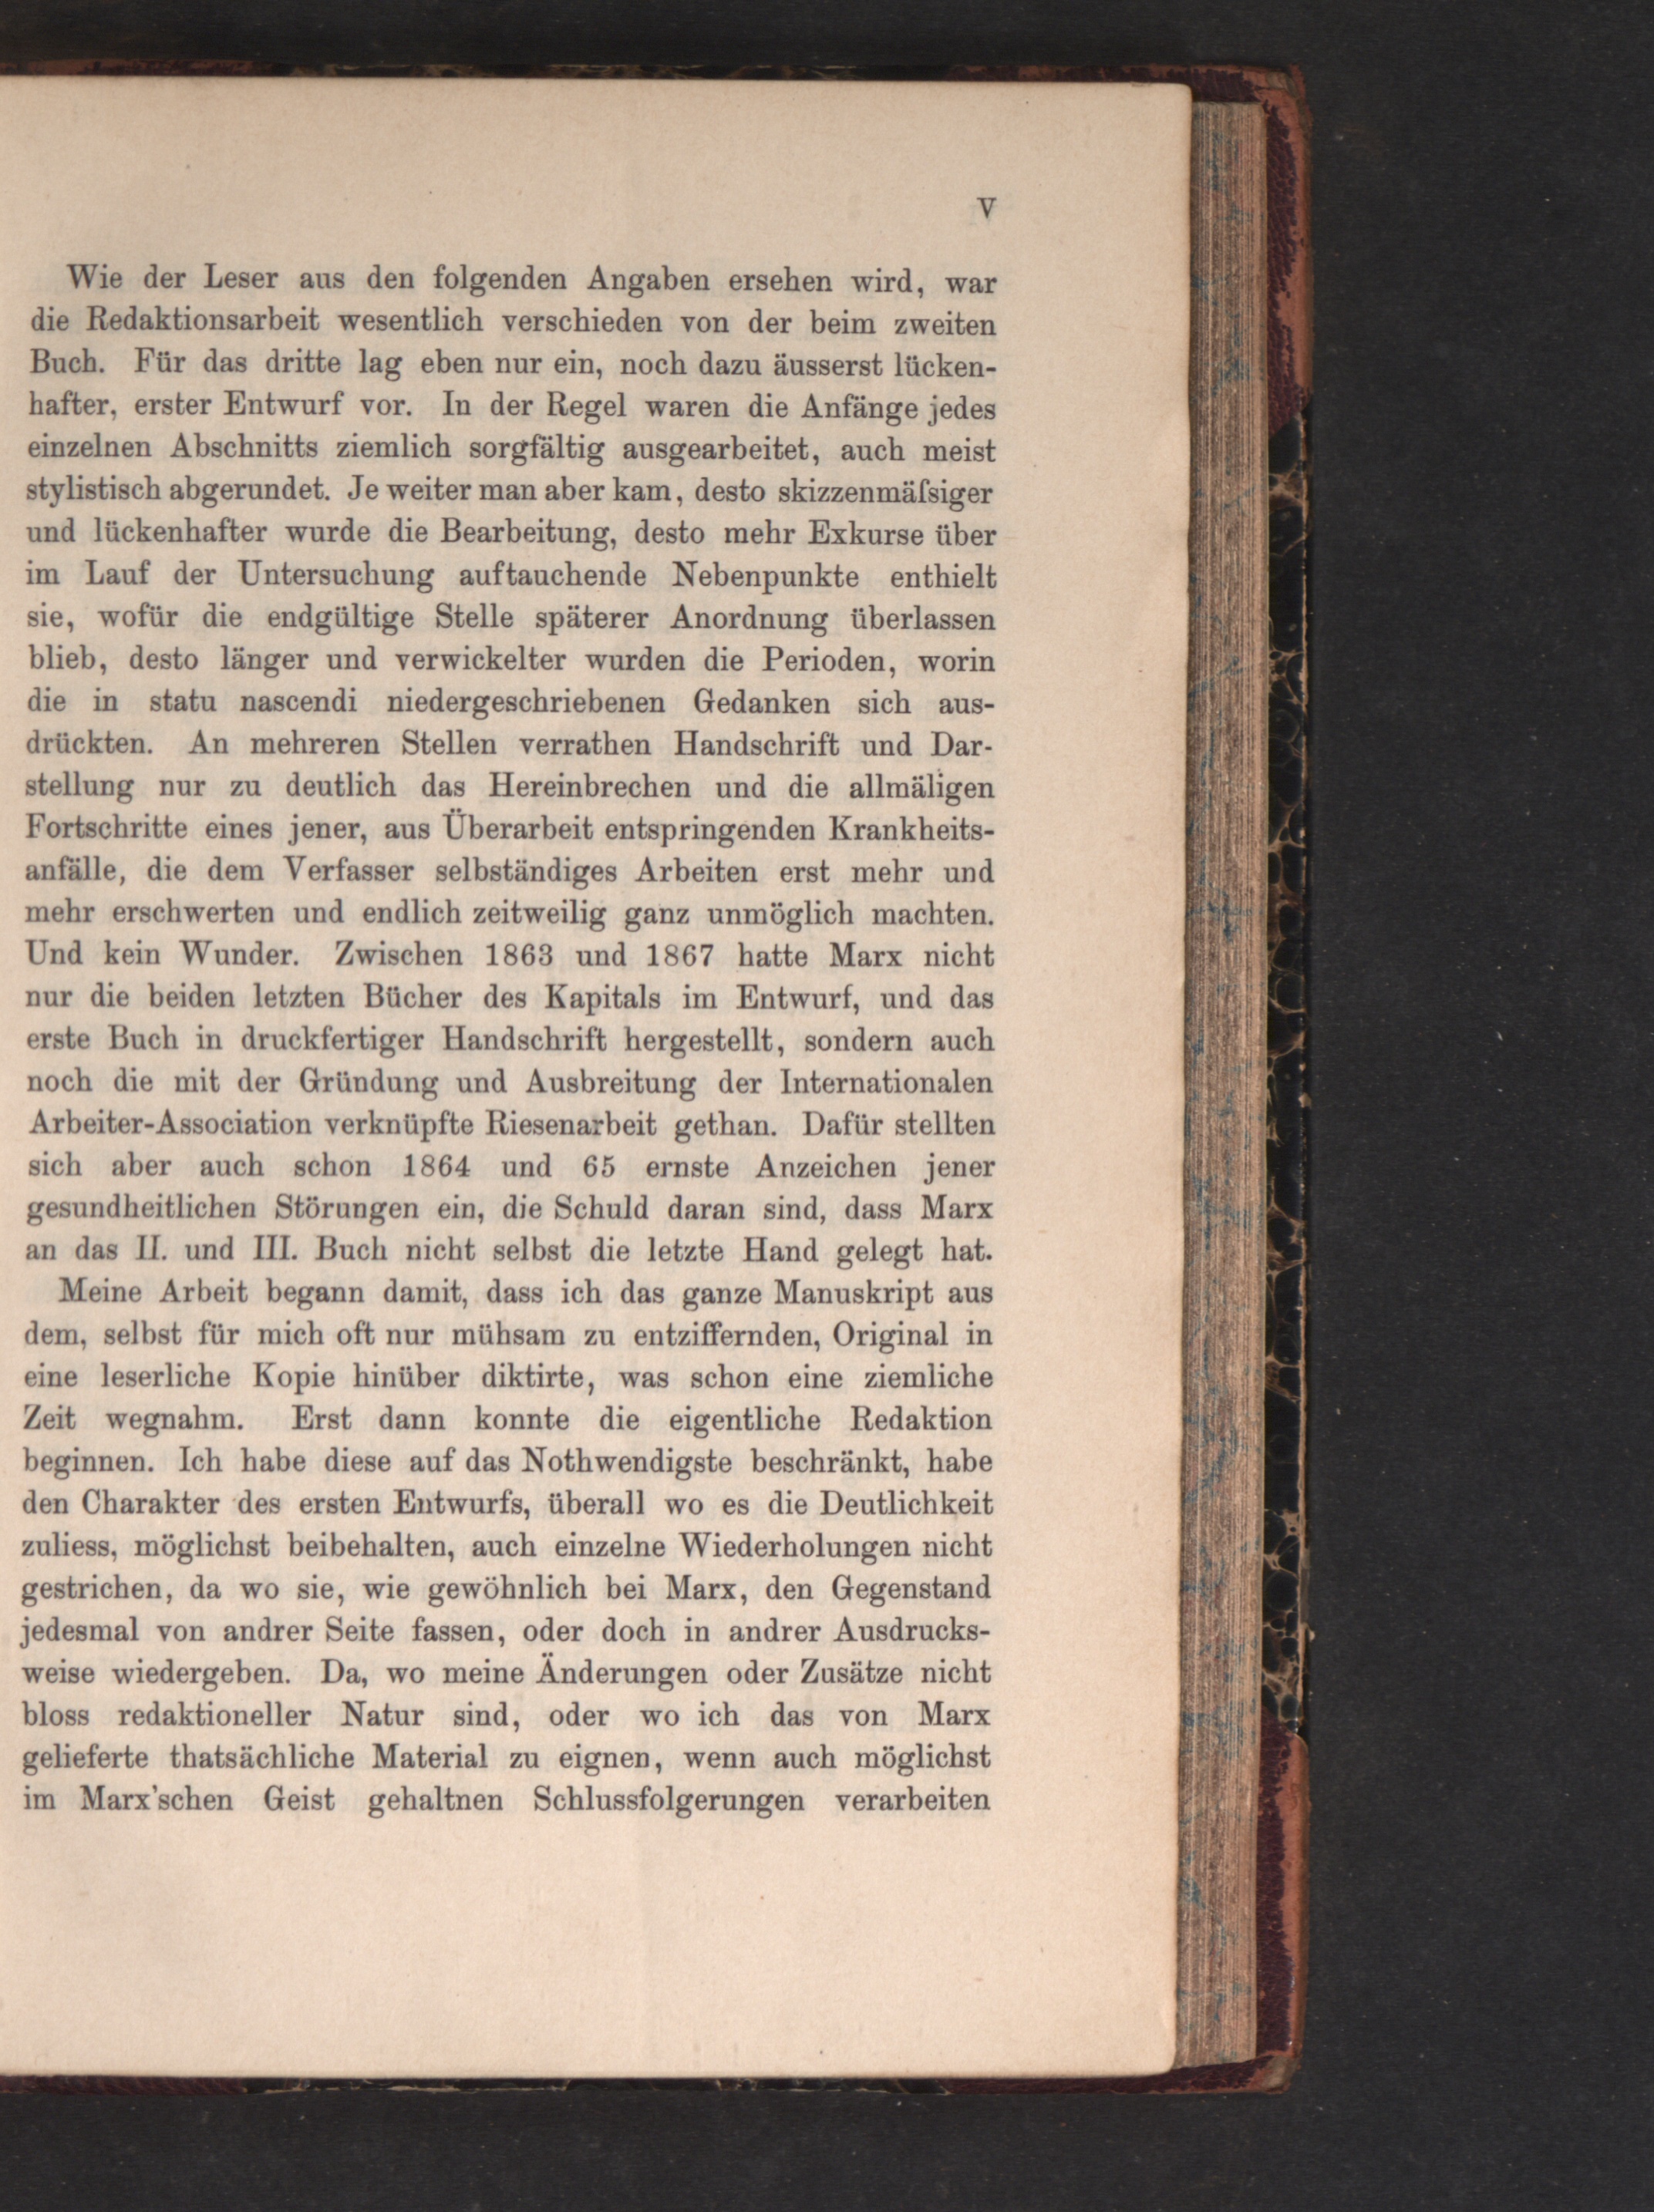 V
Wie der Leser aus den folgenden Angaben ersehen wird, war
die Redaktionsarbeit wesentlich verschieden von der beim zweiten
Buch. Für das dritte lag eben nur ein, noch dazu äusserst lücken-
hafter, erster Entwurf vor. In der Regel waren die Anfänge jedes
einzelnen Abschnitts ziemlich sorgfältig ausgearbeitet, auch meist
stylistisch abgerundet. Je weiter man aber kam, desto skizzenmäſsiger
und lückenhafter wurde die Bearbeitung, desto mehr Exkurse über
im Lauf der Untersuchung auftauchende Nebenpunkte enthielt
sie, wofür die endgültige Stelle späterer Anordnung überlassen
blieb, desto länger und verwickelter wurden die Perioden, worin
die in statu nascendi niedergeschriebenen Gedanken sich aus-
drückten. An mehreren Stellen verrathen Handschrift und Dar-
stellung nur zu deutlich das Hereinbrechen und die allmäligen
Fortschritte eines jener, aus Überarbeit entspringenden Krankheits-
anfälle, die dem Verfasser selbständiges Arbeiten erst mehr und
mehr erschwerten und endlich zeitweilig ganz unmöglich machten.
Und kein Wunder. Zwischen 1863 und 1867 hatte Marx nicht
nur die beiden letzten Bücher des Kapitals im Entwurf, und das
erste Buch in druckfertiger Handschrift hergestellt, sondern auch
noch die mit der Gründung und Ausbreitung der Internationalen
Arbeiter-Association verknüpfte Riesenarbeit gethan. Dafür stellten
sich aber auch schon 1864 und 65 ernste Anzeichen jener
gesundheitlichen Störungen ein, die Schuld daran sind, dass Marx
an das II. und III. Buch nicht selbst die letzte Hand gelegt hat.
Meine Arbeit begann damit, dass ich das ganze Manuskript aus
dem, selbst für mich oft nur mühsam zu entziffernden, Original in
eine leserliche Kopie hinüber diktirte, was schon eine ziemliche
Zeit wegnahm. Erst dann konnte die eigentliche Redaktion
beginnen. Ich habe diese auf das Nothwendigste beschränkt, habe
den Charakter des ersten Entwurfs, überall wo es die Deutlichkeit
zuliess, möglichst beibehalten, auch einzelne Wiederholungen nicht
gestrichen, da wo sie, wie gewöhnlich bei Marx, den Gegenstand
jedesmal von andrer Seite fassen, oder doch in andrer Ausdrucks-
weise wiedergeben. Da, wo meine Änderungen oder Zusätze nicht
bloss redaktioneller Natur sind, oder wo ich das von Marx
gelieferte thatsächliche Material zu eignen, wenn auch möglichst
im Marx'schen Geist gehaltnen Schlussfolgerungen verarbeiten